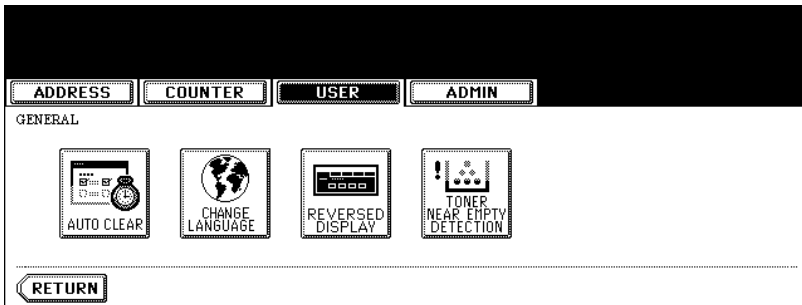 ADDRESS COUNTER USER ADMIN
GENERAL
AUTO CLEAR
CHANGE
LANGUAGE
REVERSED
DISPLAY
TONER
NEAR EMPTY
DETECTION
RETURN